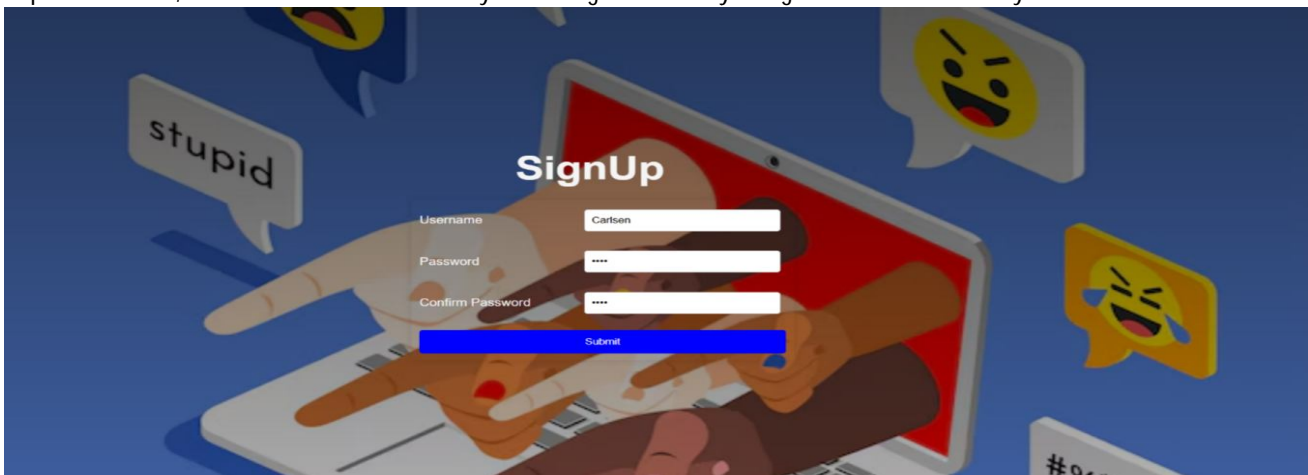 stupid
SignUp
Username Carlsen
Password ••••
Confirm Password ••••
Submit